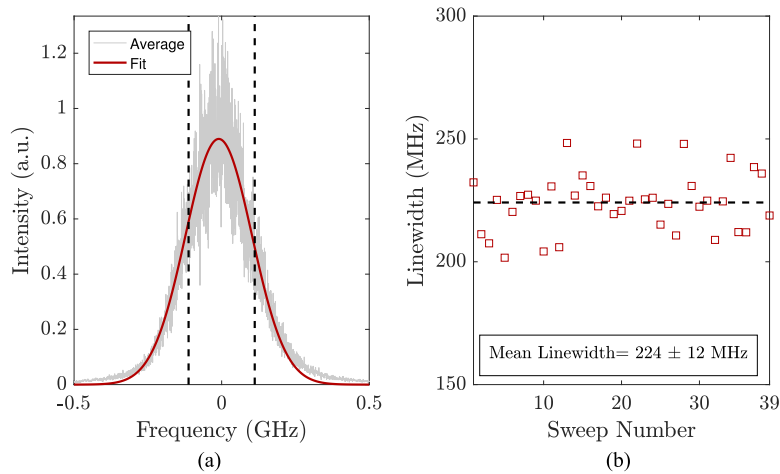 Average
Fit
1.2
1
0.8
0.6
0.4
0.2
0
-0.5
0
0.5
Intensity (a.u.)
Frequency (GHz)
(a)
300
250
200
150
10
20
30
39
Linewidth (MHz)
Mean Linewidth= 224 ± 12 MHz
Sweep Number
(b)